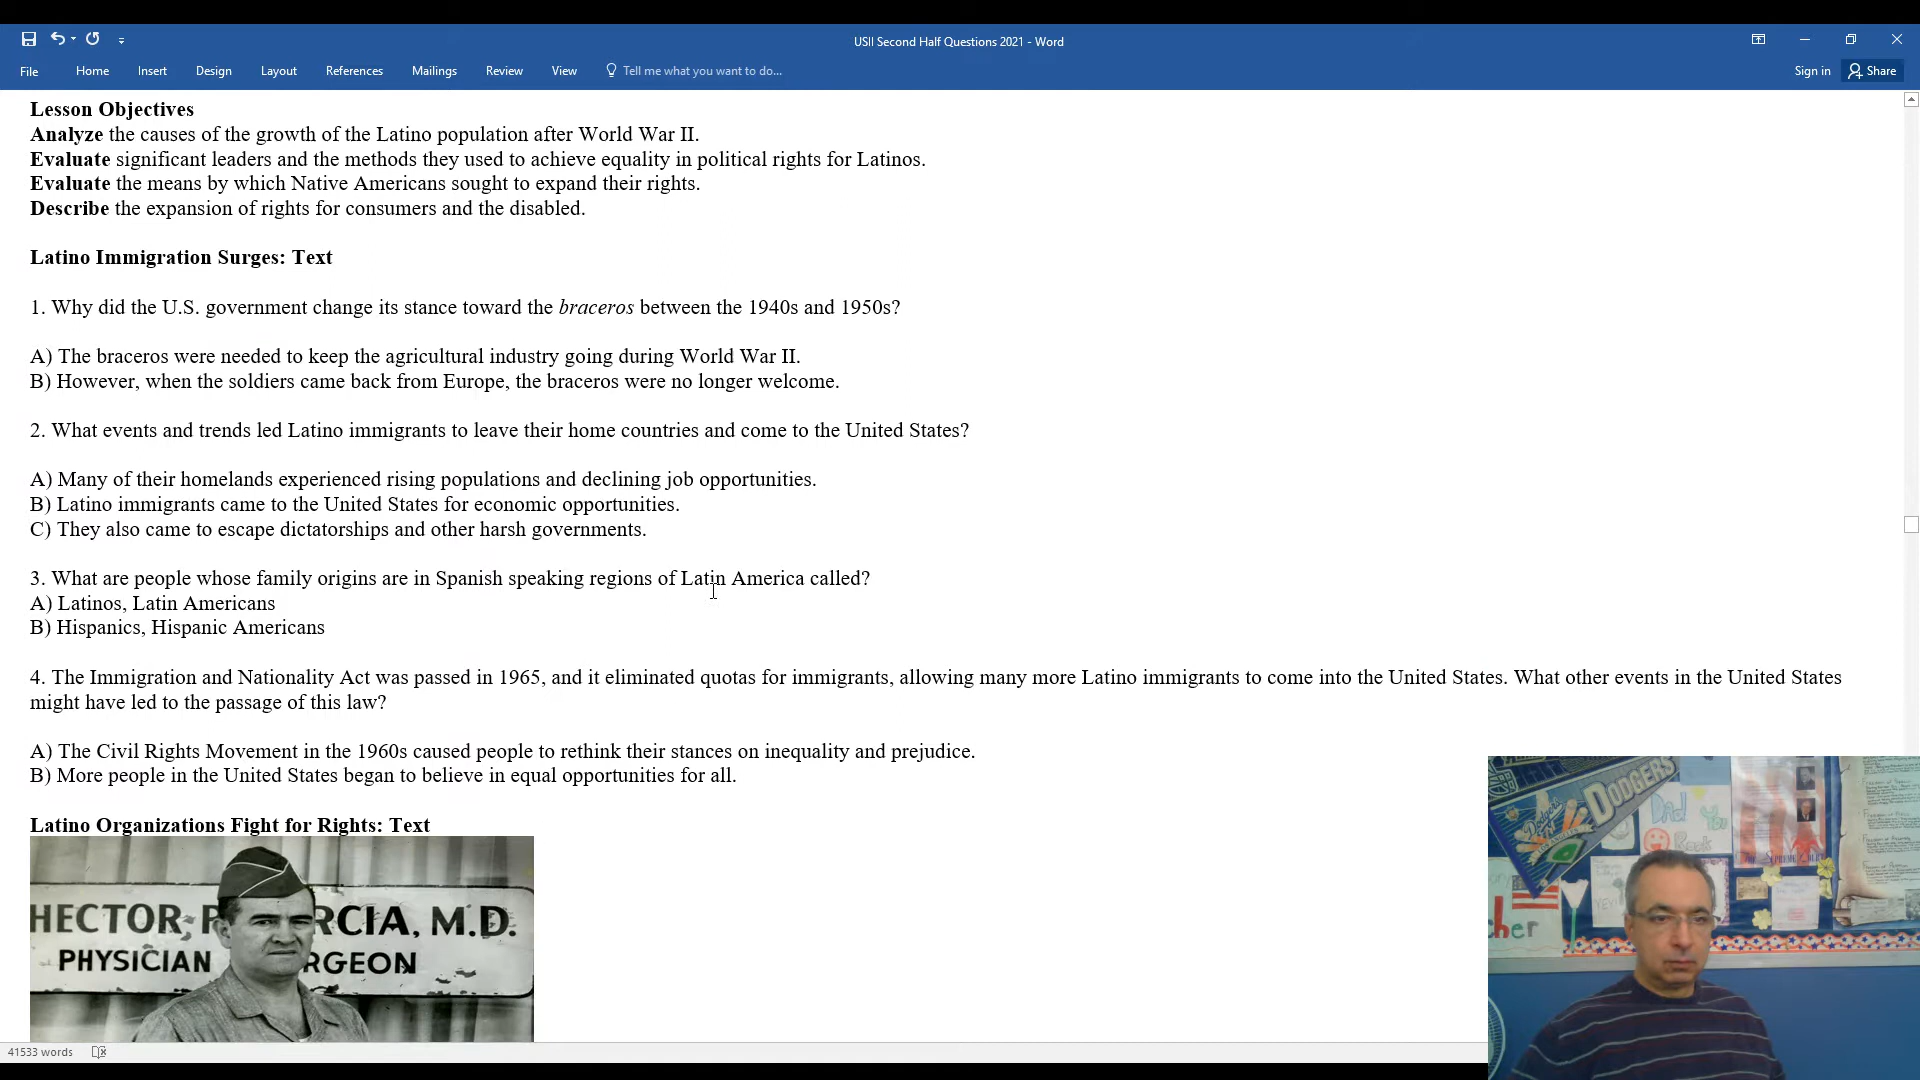 USII Second Half Questions 2021 - Word
File Home Insert Design Layout References Mailings Review View Tell me what you want to do... Sign in Share
Lesson Objectives
Analyze the causes of the growth of the Latino population after World War II.
Evaluate significant leaders and the methods they used to achieve equality in political rights for Latinos.
Evaluate the means by which Native Americans sought to expand their rights.
Describe the expansion of rights for consumers and the disabled.
Latino Immigration Surges: Text
1. Why did the U.S. government change its stance toward the braceros between the 1940s and 1950s?
A) The braceros were needed to keep the agricultural industry going during World War II.
B) However, when the soldiers came back from Europe, the braceros were no longer welcome.
2. What events and trends led Latino immigrants to leave their home countries and come to the United States?
A) Many of their homelands experienced rising populations and declining job opportunities.
B) Latino immigrants came to the United States for economic opportunities.
C) They also came to escape dictatorships and other harsh governments.
3. What are people whose family origins are in Spanish speaking regions of Latin America called?
A) Latinos, Latin Americans
B) Hispanics, Hispanic Americans
4. The Immigration and Nationality Act was passed in 1965, and it eliminated quotas for immigrants, allowing many more Latino immigrants to come into the United States. What other events in the United States
might have led to the passage of this law?
A) The Civil Rights Movement in the 1960s caused people to rethink their stances on inequality and prejudice.
B) More people in the United States began to believe in equal opportunities for all.
Latino Organizations Fight for Rights: Text
HECTOR P RCIA, M.D.
PHYSICIAN RGEON
DODGERS
Dad
cher
41533 words